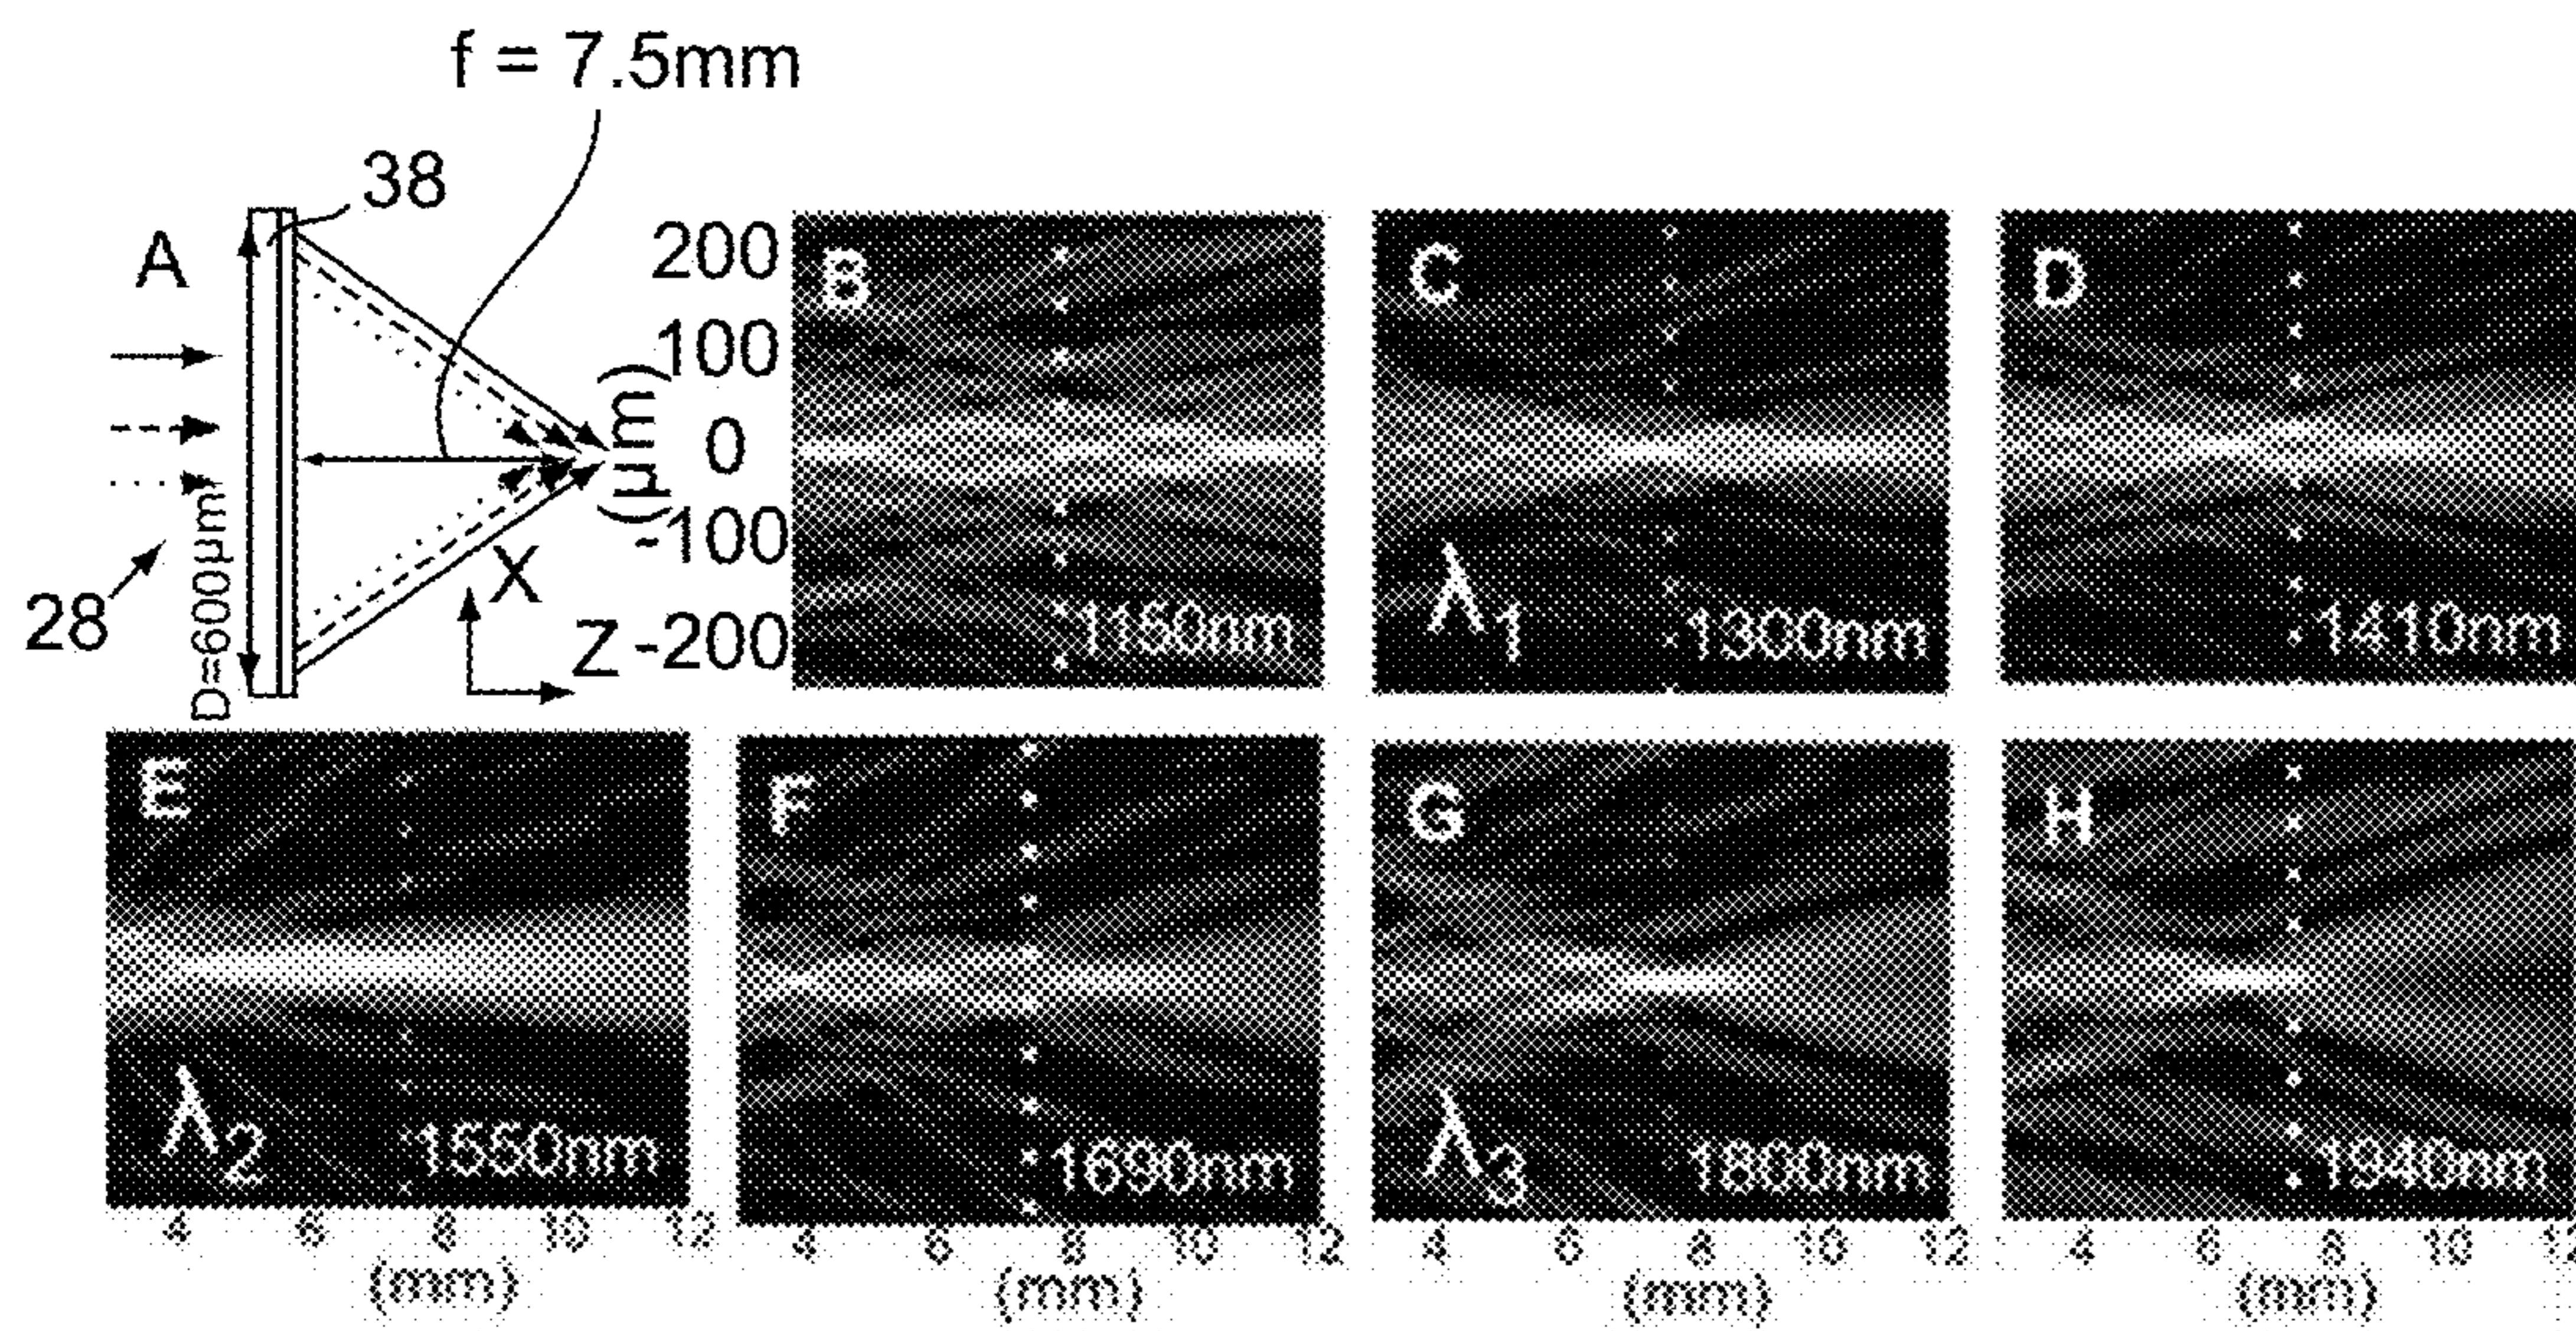 f = 7.5mm
38
A
28
D=600µm
X
Z
(µm)
200
100
0
-100
-200
B
1150nm
C
λ1
1300nm
D
1410nm
E
λ2
1550nm
F
1690nm
G
λ3
1800nm
H
1940nm
4 6 8 10 12
(mm)
4 6 8 10 12
(mm)
4 6 8 10 12
(mm)
4 6 8 10 12
(mm)